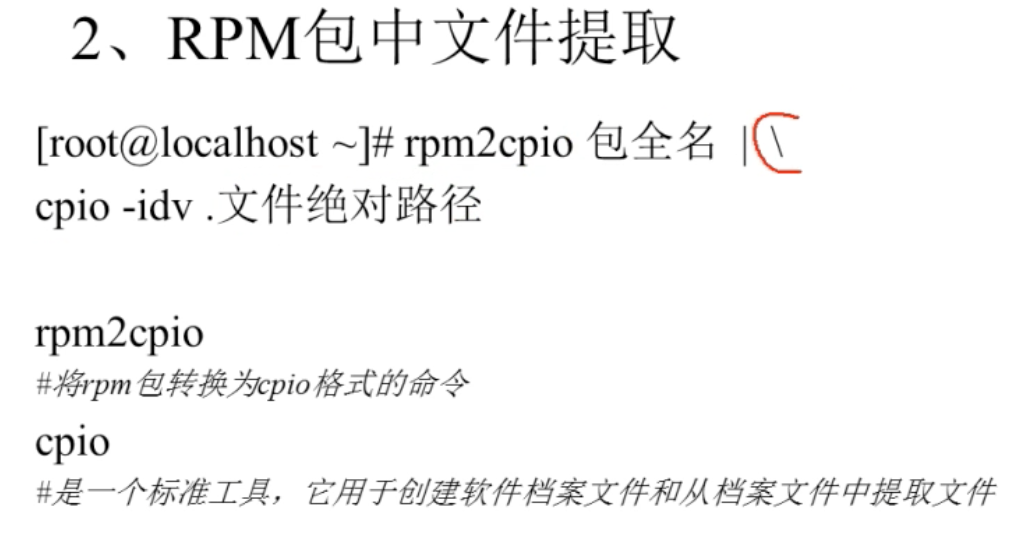 2、RPM包中文件提取
[root@localhost ~]# rpm2cpio 包全名 | \
cpio -idv .文件绝对路径
rpm2cpio
#将rpm包转换为cpio格式的命令
cpio
#是一个标准工具，它用于创建软件档案文件和从档案文件中提取文件